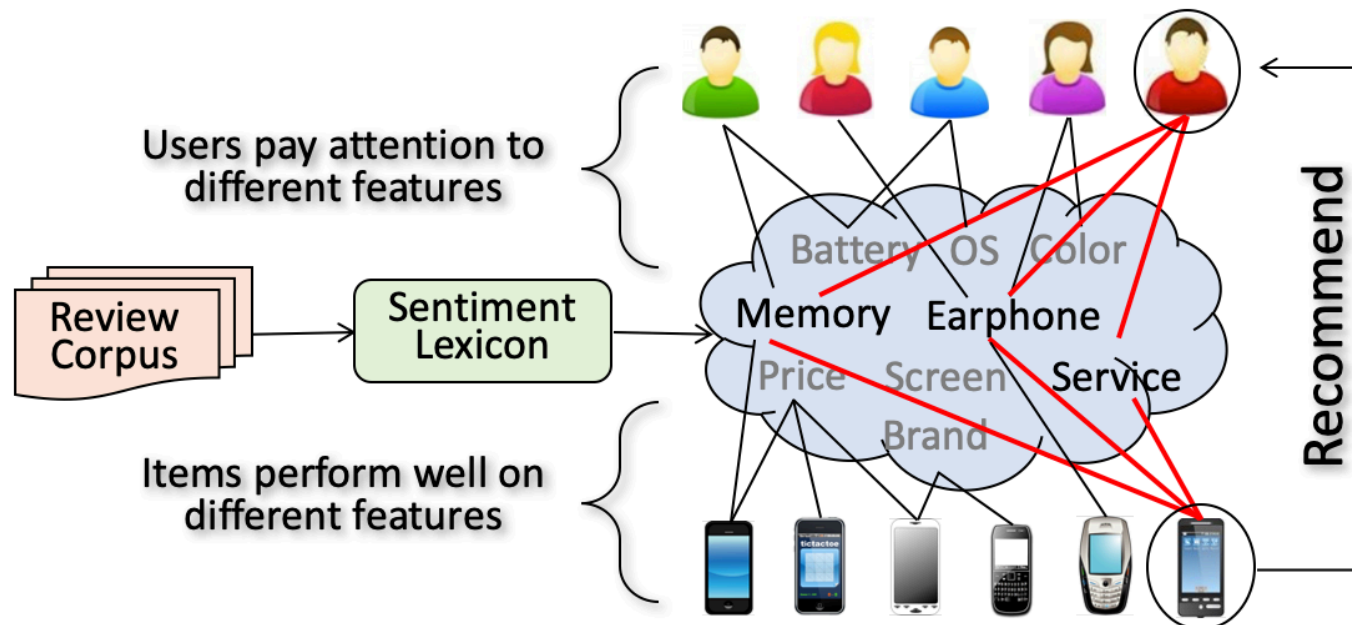 Users pay attention to
different features
Battery OS Color
Memory Earphone
Review
Corpus
Sentiment
Lexicon
Price Screen Service
Brand
Items perform well on
different features
tictactoe
Recommend